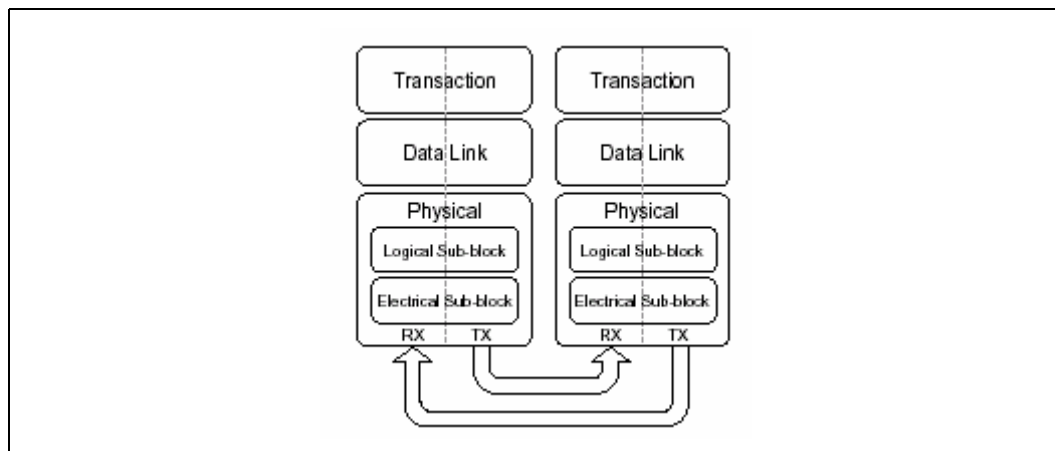 Transaction
Data Link
Physical
Logical Sub-block
Electrical Sub-block
RX TX
Transaction
Data Link
Physical
Logical Sub-block
Electrical Sub-block
RX TX